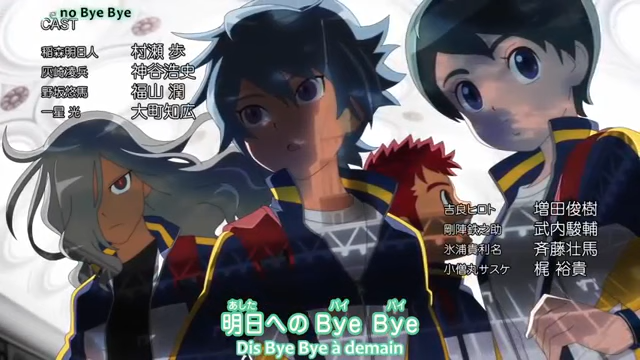 no Bye Bye
CAST
稲森明日人 村瀬 歩
灰崎凌兵 神谷浩史
野坂悠馬 福山 潤
一星 光 大町知広
吉良ヒロト 増田俊樹
剛陣鉄之助 武内駿輔
氷浦貴利名 斉藤壮馬
小僧丸サスケ 梶 裕貴
あした バイ バイ
明日へのBye Bye
Dis Bye Bye à demain